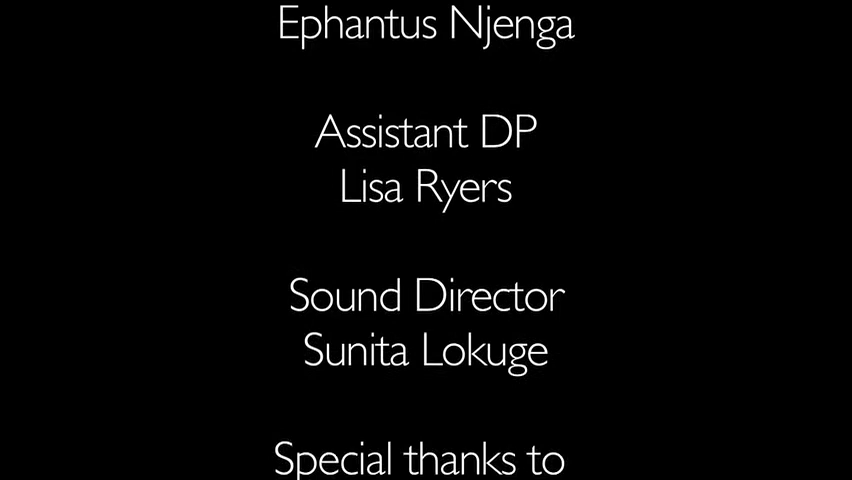 Ephantus Njenga
Assistant DP
Lisa Ryers
Sound Director
Sunita Lokuge
Special thanks to